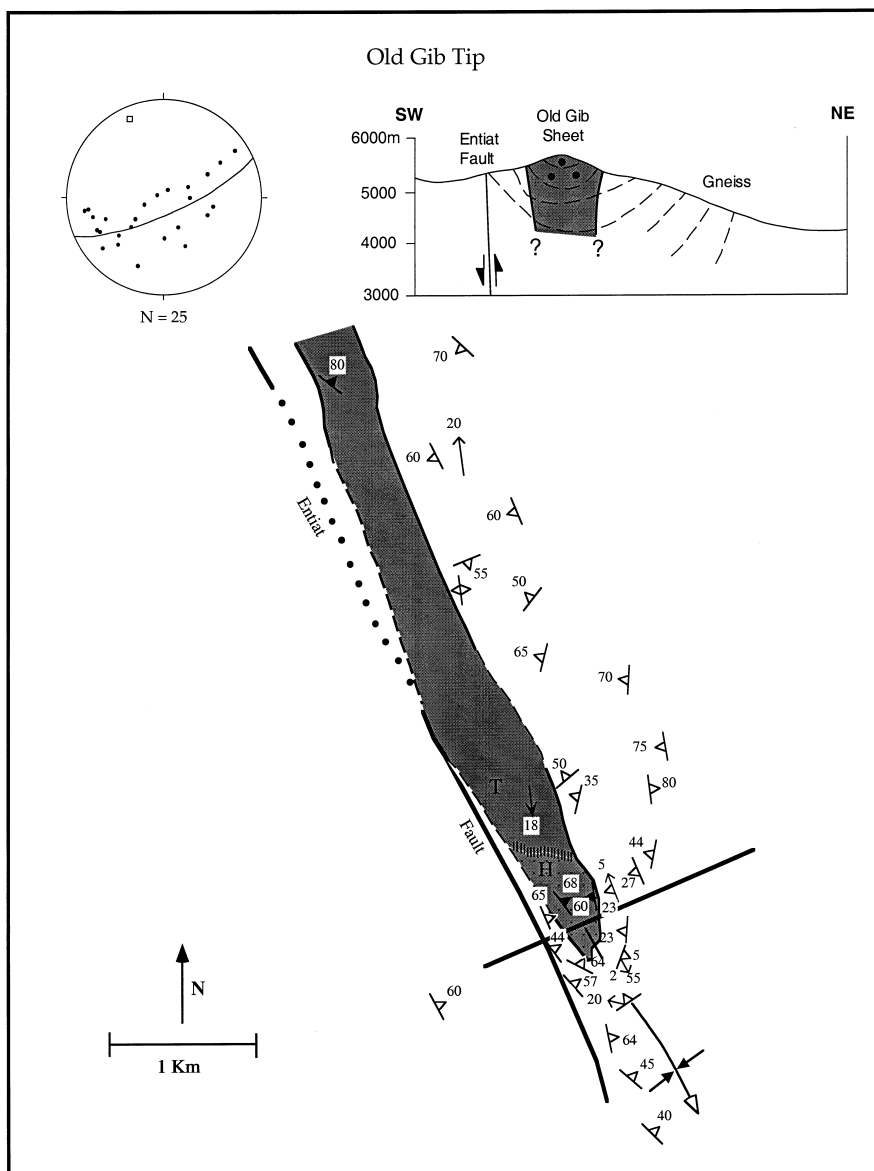 Old Gib Tip
N = 25
SW
Old Gib
Sheet
NE
Entiat
Fault
Gneiss
6000m
5000
4000
3000
?
?
70
80
20
60
60
Entiat
55
50
65
70
75
50
35
80
T
18
Fault
H
44
5
27
68
65
60
23
44
23
64
5
2
55
57
20
60
64
45
40
N
1 Km